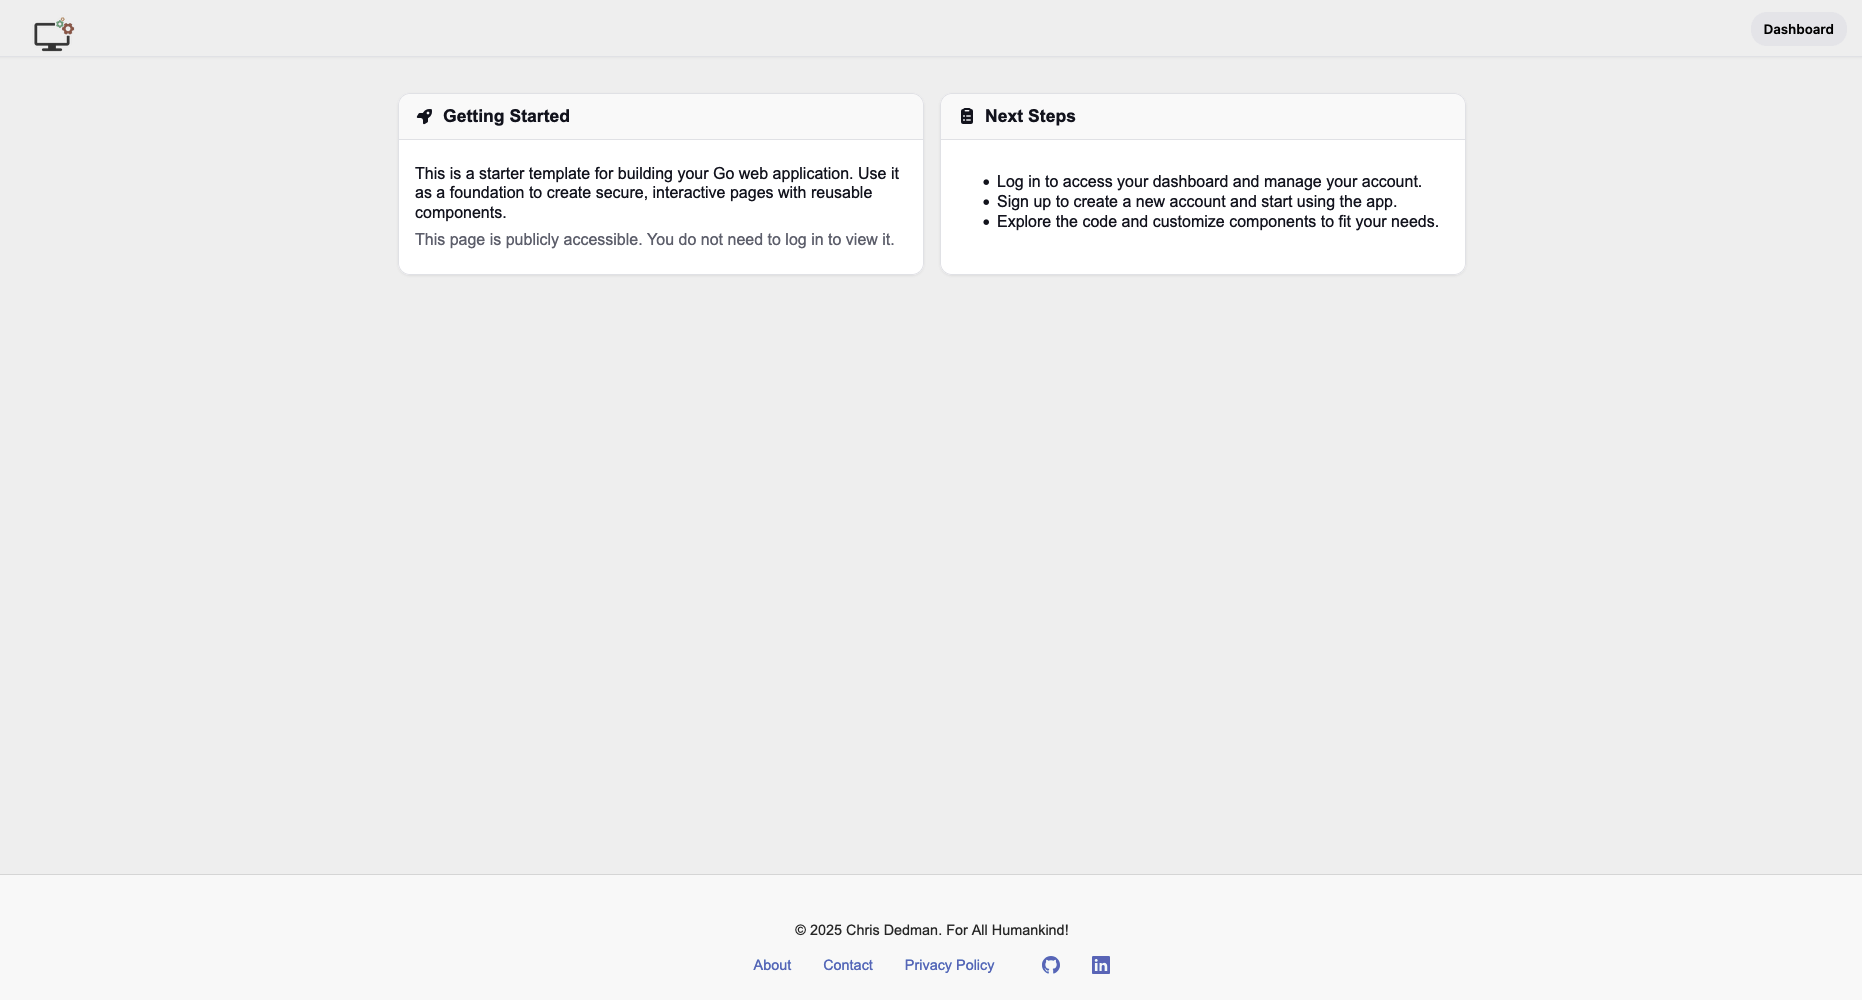 Dashboard
Getting Started
This is a starter template for building your Go web application. Use it
as a foundation to create secure, interactive pages with reusable
components.
This page is publicly accessible. You do not need to log in to view it.
Next Steps
• Log in to access your dashboard and manage your account.
• Sign up to create a new account and start using the app.
• Explore the code and customize components to fit your needs.
© 2025 Chris Dedman. For All Humankind!
About Contact Privacy Policy